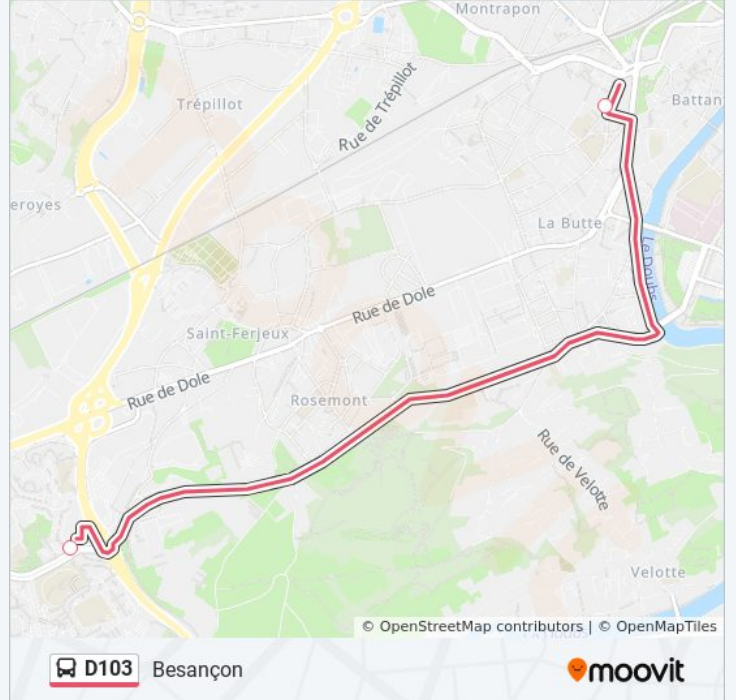 Montrapon
Trépillot
Rue de Trépillot
Battan
eroyes
La Butte
Le Doubs
Rue de Dole
Saint-Ferjeux
Rue de Dole
Rosemont
Rue de Velotte
Velotte
© OpenStreetMap contributors | © OpenMapTiles
D103 Besançon
moovit